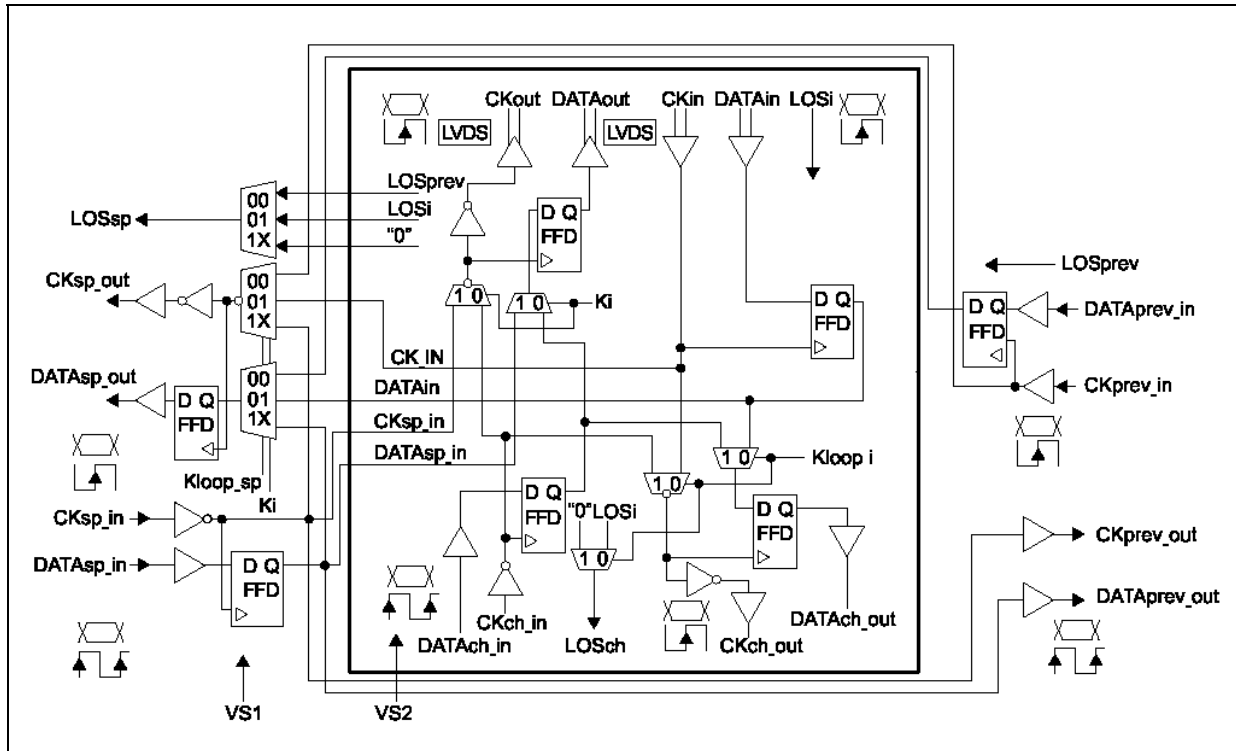 CKout DATAout CKin DATAin LOSi
LVDS LVDS
LOSprev
00
LOSsp 01 LOSi
1X "0"
D Q
FFD
CKsp_out
00
01
1X
1 0 1 0 Ki
LOSprev
D Q
FFD
DATAprev_in
D Q
FFD
CK_IN
DATAsp_out
00
01
1X
DATAin
CKprev_in
D Q
FFD
CKsp_in
DATAsp_in
Kloop_sp
Ki
1 0
Kloop i
1 0
CKsp_in
D Q
FFD
"0" LOSi
D Q
FFD
CKprev_out
DATAsp_in
D Q
FFD
1 0
DATAprev_out
DATAch_in
CKch_in
LOSch
CKch_out
DATAch_out
VS1
VS2